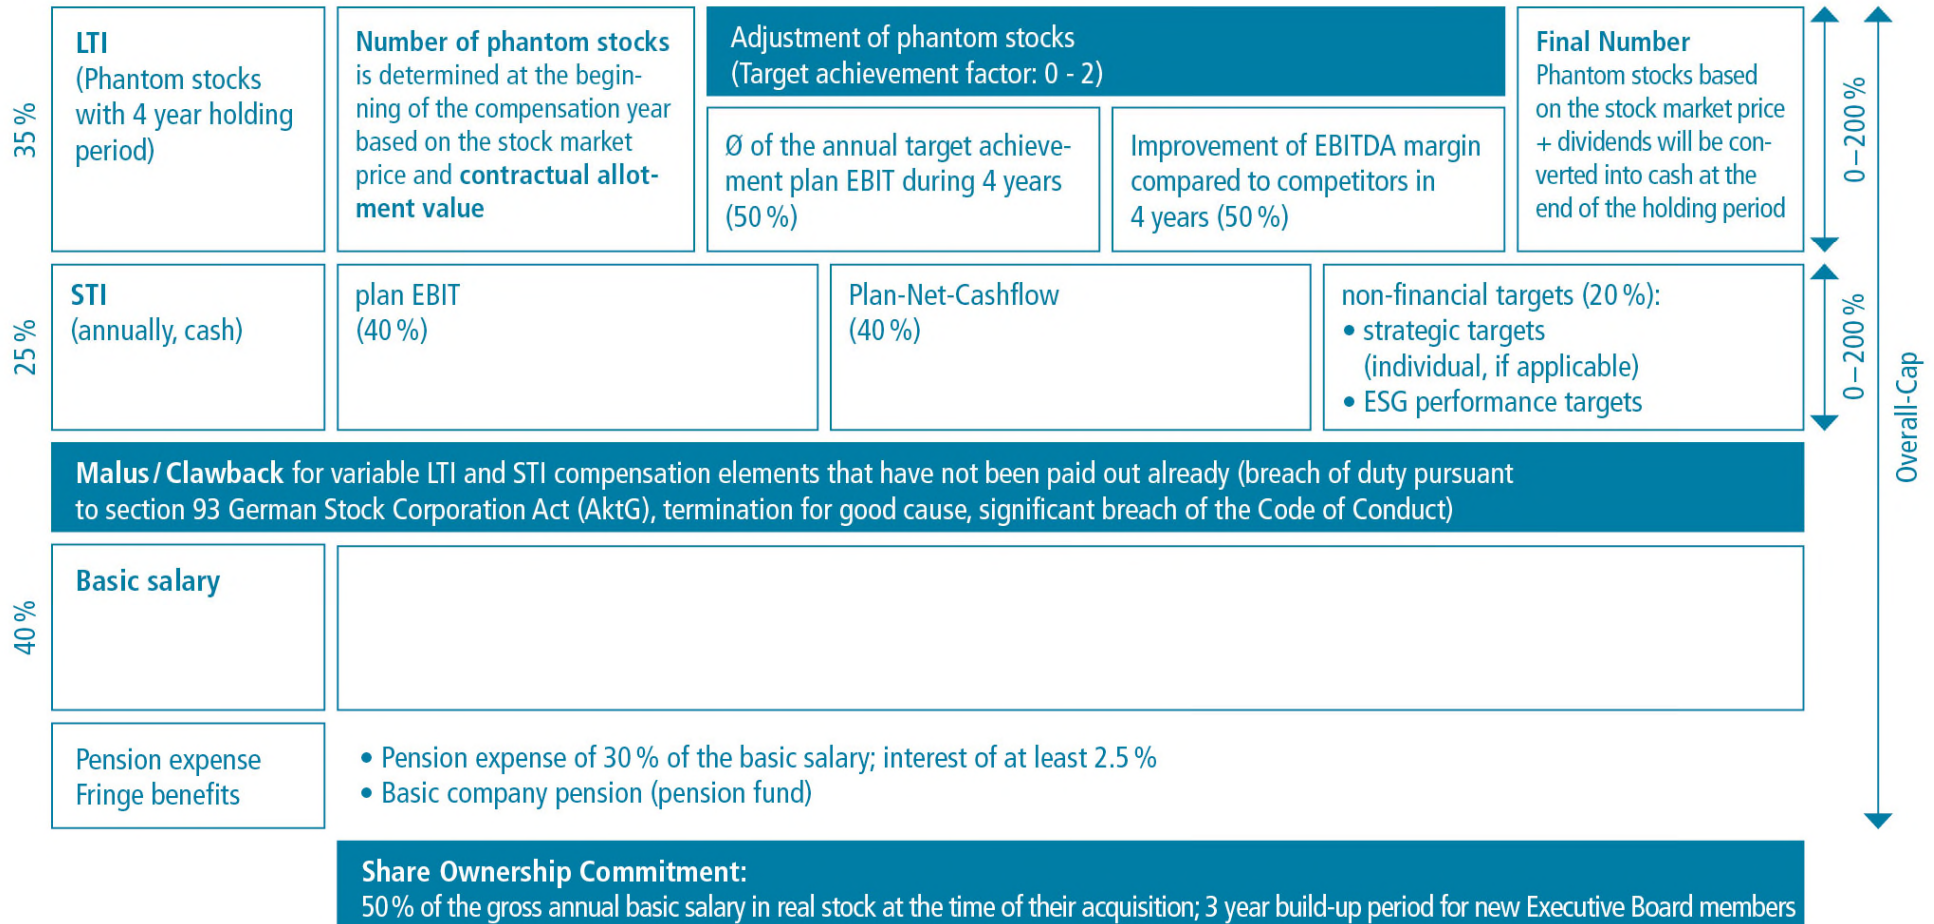 35 %
LTI
(Phantom stocks
with 4 year holding
period)
Number of phantom stocks
is determined at the begin-
ning of the compensation year
based on the stock market
price and contractual allot-
ment value
Adjustment of phantom stocks
(Target achievement factor: 0 - 2)
Ø of the annual target achieve-
ment plan EBIT during 4 years
(50 %)
Improvement of EBITDA margin
compared to competitors in
4 years (50 %)
Final Number
Phantom stocks based
on the stock market price
+ dividends will be con-
verted into cash at the
end of the holding period
0 – 200 %
25 %
STI
(annually, cash)
plan EBIT
(40 %)
Plan-Net-Cashflow
(40 %)
non-financial targets (20 %):
• strategic targets
(individual, if applicable)
• ESG performance targets
0 – 200 %
Overall-Cap
Malus / Clawback for variable LTI and STI compensation elements that have not been paid out already (breach of duty pursuant
to section 93 German Stock Corporation Act (AktG), termination for good cause, significant breach of the Code of Conduct)
40 %
Basic salary
Pension expense
Fringe benefits
• Pension expense of 30 % of the basic salary; interest of at least 2.5 %
• Basic company pension (pension fund)
Share Ownership Commitment:
50 % of the gross annual basic salary in real stock at the time of their acquisition; 3 year build-up period for new Executive Board members